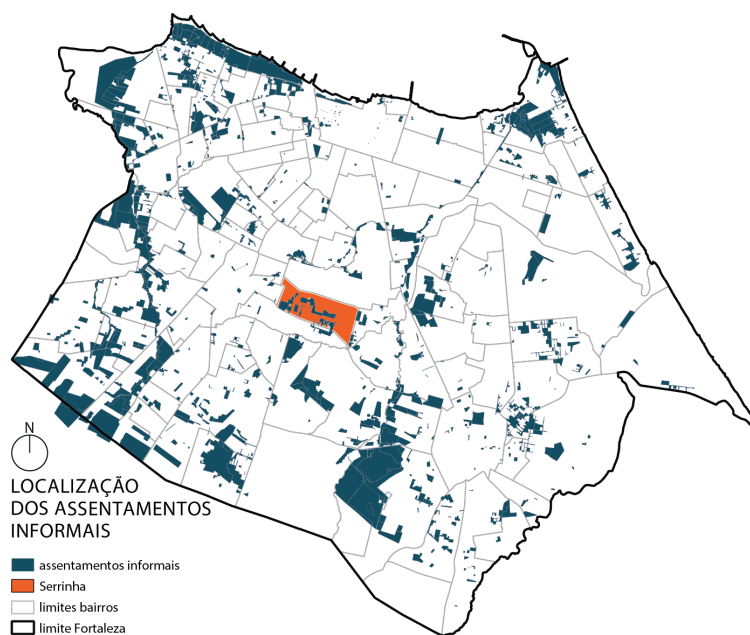 N
LOCALIZAÇÃO
DOS ASSENTAMENTOS
INFORMAIS
assentamentos informais
Serrinha
limites bairros
limite Fortaleza